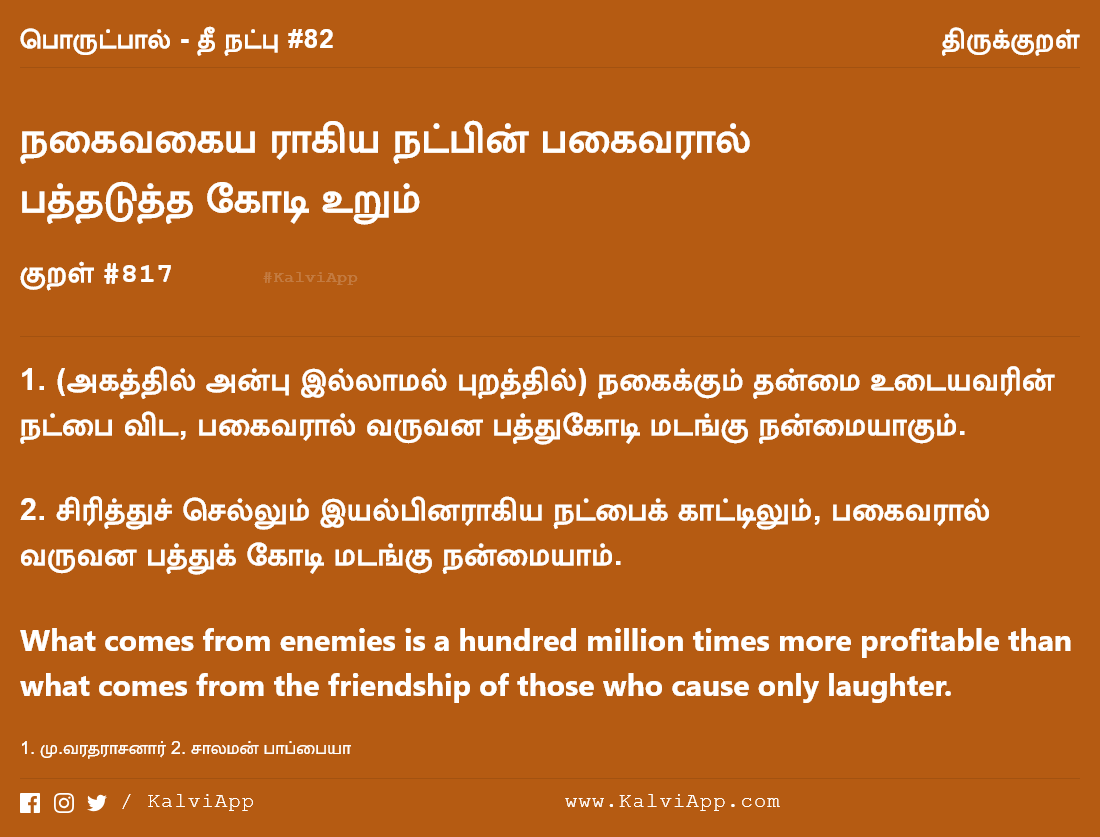 பொருட்பால் - தீ நட்பு #82
திருக்குறள்
நகைவகைய ராகிய நட்பின் பகைவரால்
பத்தடுத்த கோடி உறும்
குறள் #817
#KalviApp
1. (அகத்தில் அன்பு இல்லாமல் புறத்தில்) நகைக்கும் தன்மை உடையவரின்
நட்பை விட, பகைவரால் வருவன பத்துகோடி மடங்கு நன்மையாகும்.
2. சிரித்துச் செல்லும் இயல்பினராகிய நட்பைக் காட்டிலும், பகைவரால்
வருவன பத்துக் கோடி மடங்கு நன்மையாம்.
What comes from enemies is a hundred million times more profitable than
what comes from the friendship of those who cause only laughter.
1. மு.வரதராசனார் 2. சாலமன் பாப்பையா
/ KalviApp
www.KalviApp.com